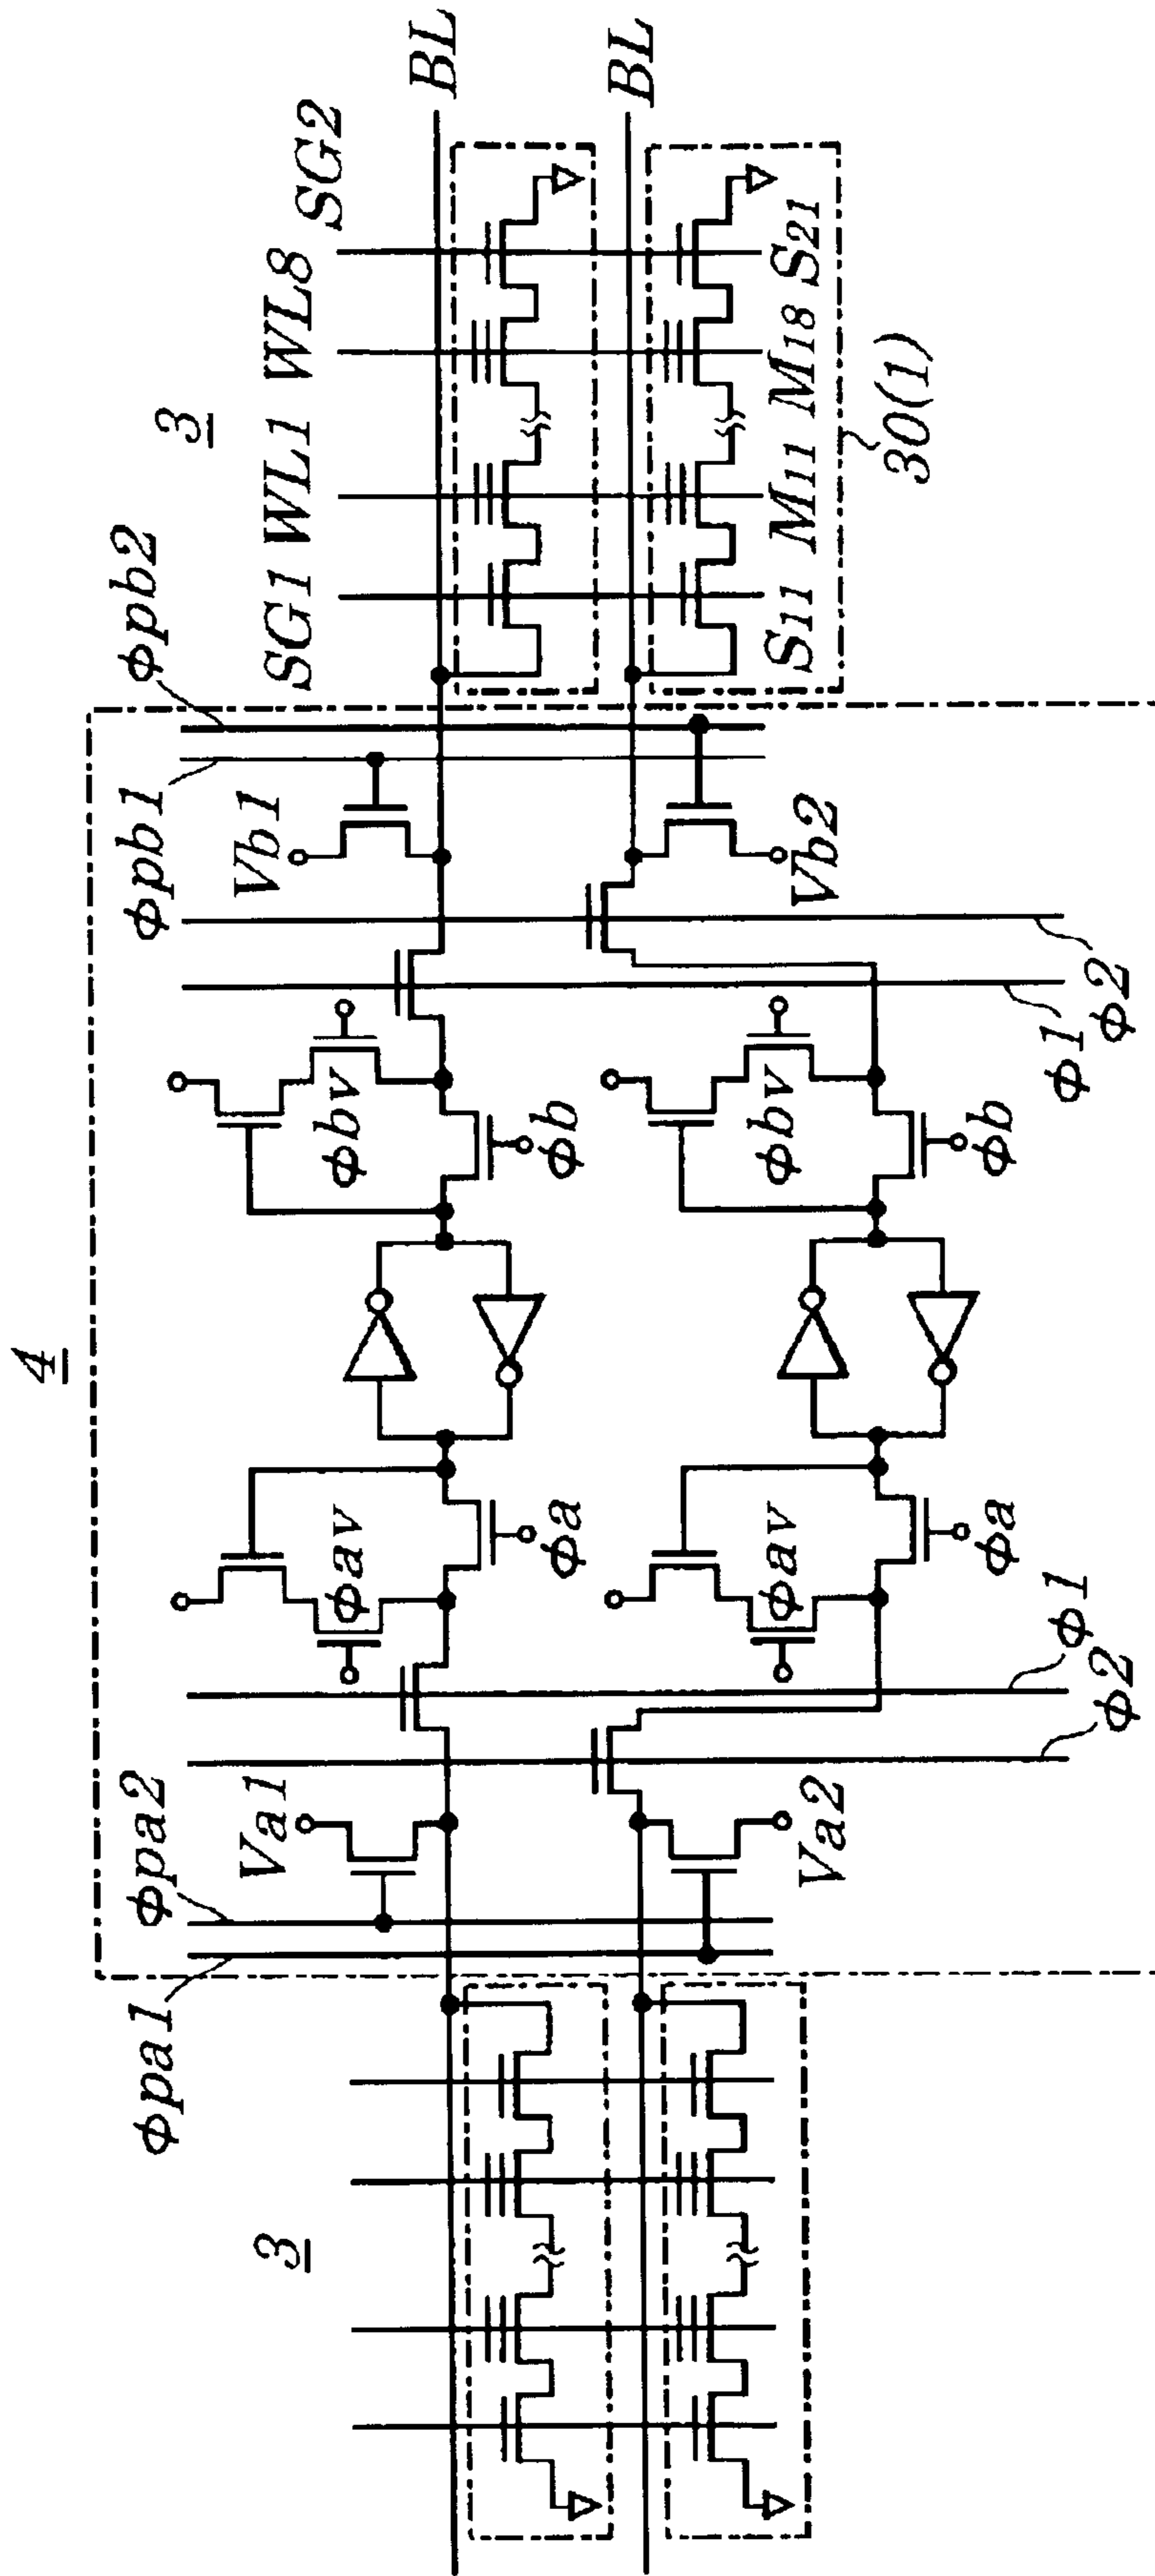 4
3
3
φpa1
φpa2
φpb1
φpb2
SG1 WL1 WL8 SG2
Va1
Vb1
BL
φav
φbv
φa
φb
BL
Va2
Vb2
S11 M11 M18 S21
30(1)
φav
φbv
φa
φb
φ2
φ1
φ1
φ2